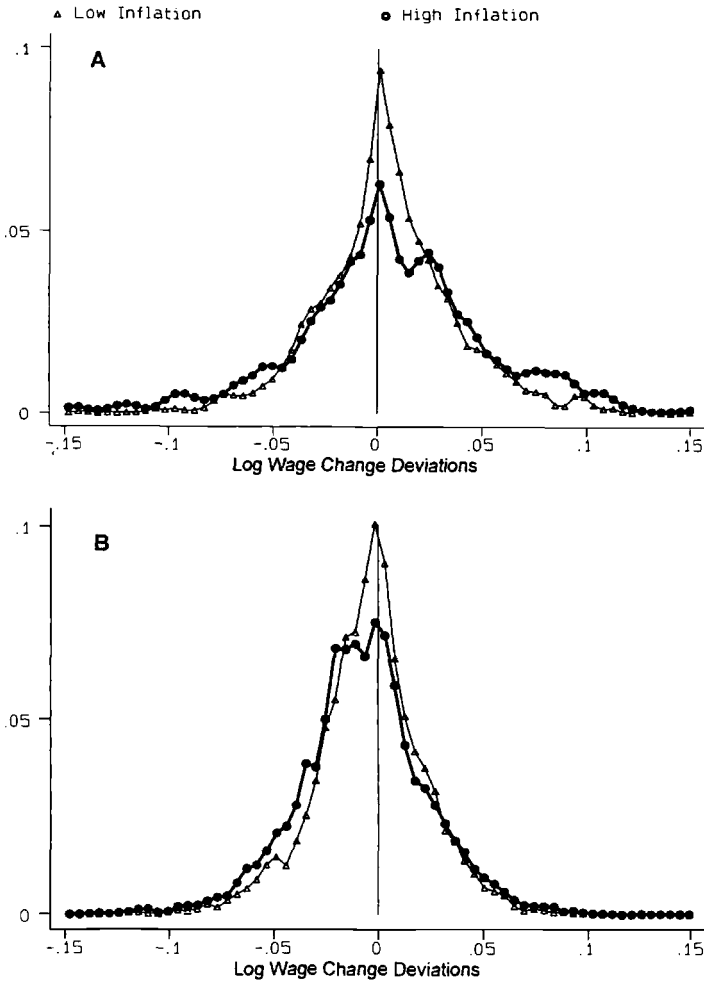 Low Inflation High Inflation
.1
A
.05
0
-.15 -.1 -.05 0 .05 .1 .15
Log Wage Change Deviations
.1
B
.05
0
-.15 -.1 -.05 0 .05 .1 .15
Log Wage Change Deviations